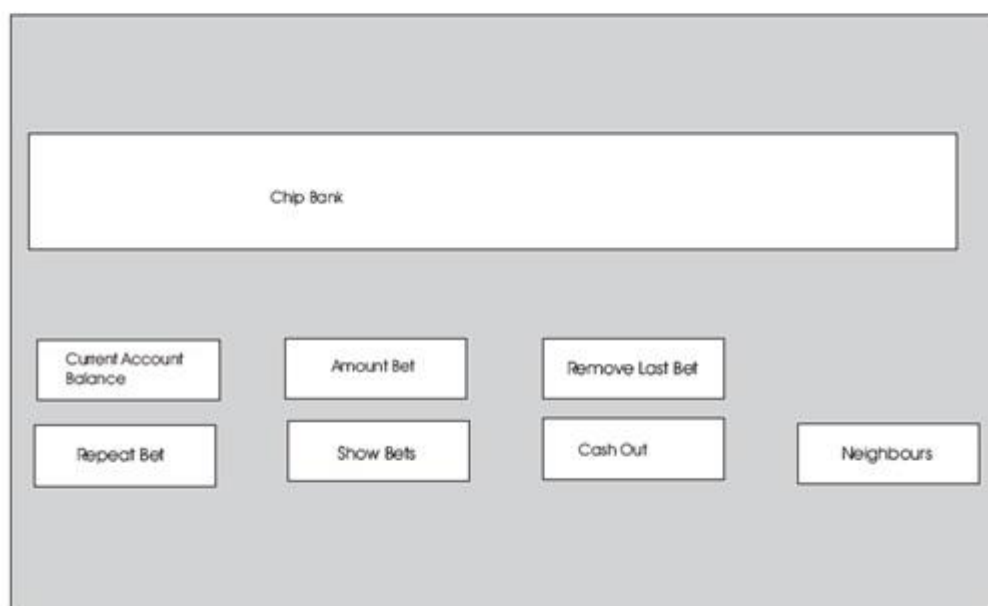 Chip Bank
Current Account
Balance
Amount Bet
Remove Last Bet
Repeat Bet
Show Bets
Cash Out
Neighbours